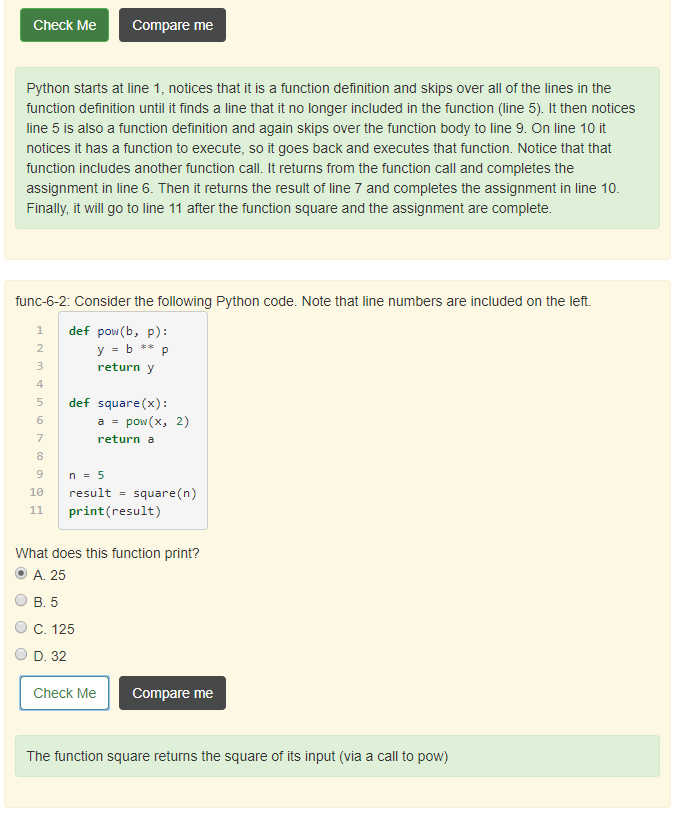 Check Me Compare me
Python starts at line 1, notices that it is a function definition and skips over all of the lines in the
function definition until it finds a line that it no longer included in the function (line 5). It then notices
line 5 is also a function definition and again skips over the function body to line 9. On line 10 it
notices it has a function to execute, so it goes back and executes that function. Notice that that
function includes another function call. It returns from the function call and completes the
assignment in line 6. Then it returns the result of line 7 and completes the assignment in line 10.
Finally, it will go to line 11 after the function square and the assignment are complete.
func-6-2: Consider the following Python code. Note that line numbers are included on the left.
1 def pow(b, p):
2     y = b ** p
3     return y
4
5 def square(x):
6     a = pow(x, 2)
7     return a
8
9 n = 5
10 result = square(n)
11 print(result)
What does this function print?
A. 25
B. 5
C. 125
D. 32
Check Me Compare me
The function square returns the square of its input (via a call to pow)